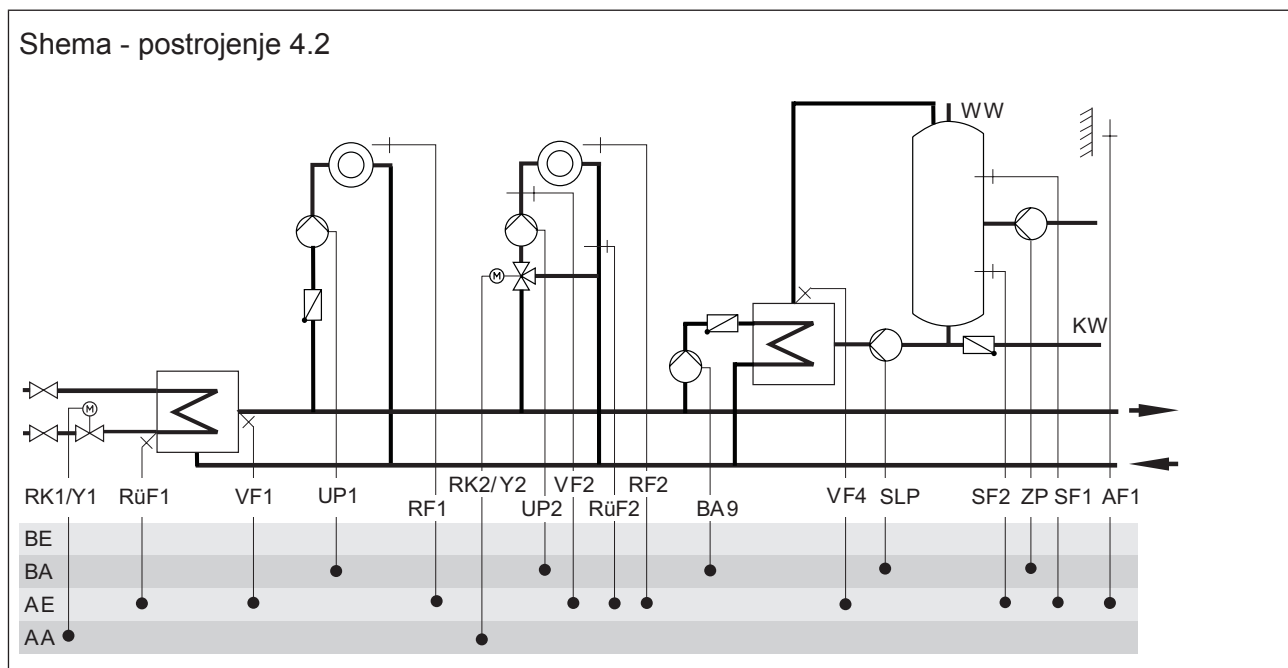 Shema - postrojenje 4.2
WW
KW
M
M
RK1/Y1 RüF1 VF1 UP1 RF1 RK2/Y2 UP2 VF2 RüF2 RF2 BA9 VF4 SLP SF2 ZP SF1 AF1
BE
BA
AE
AA